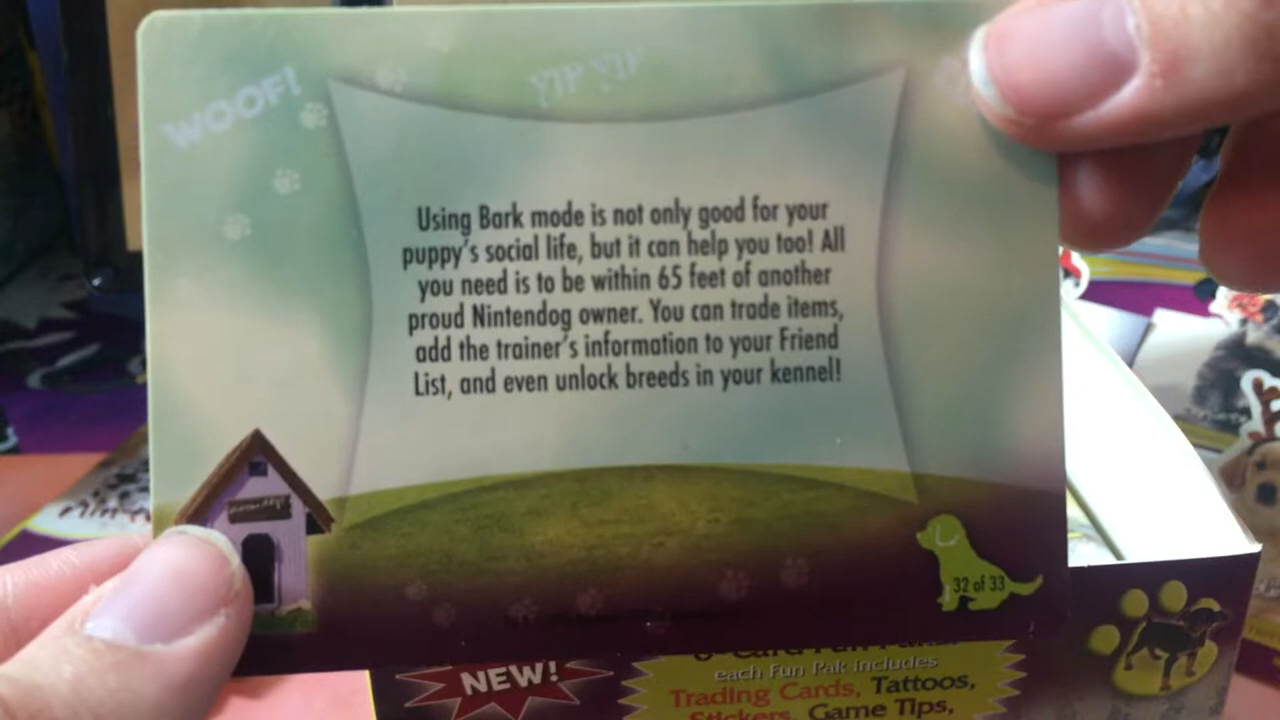 WOOF!
YIP YIP
Using Bark mode is not only good for your
puppy's social life, but it can help you too! All
you need is to be within 65 feet of another
proud Nintendog owner. You can trade items,
add the trainer's information to your Friend
List, and even unlock breeds in your kennel!
32 of 33
NEW!
each Fun Pak includes
Trading Cards, Tattoos,
Stickers, Game Tips,